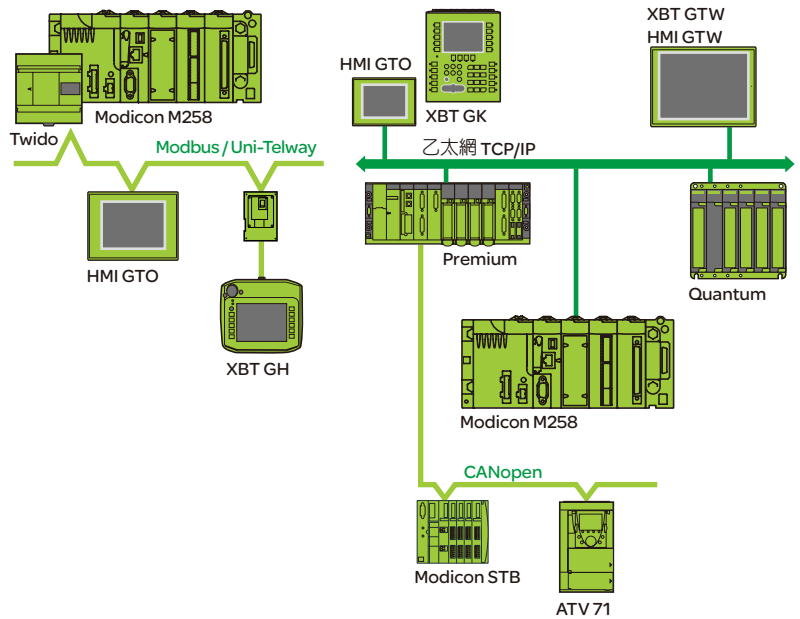 Modicon M258
Twido
Modbus / Uni-Telway
HMI GTO
XBT GH
HMI GTO
XBT GK
XBT GTW
HMI GTW
乙太網 TCP/IP
Premium
Quantum
Modicon M258
CANopen
Modicon STB
ATV 71